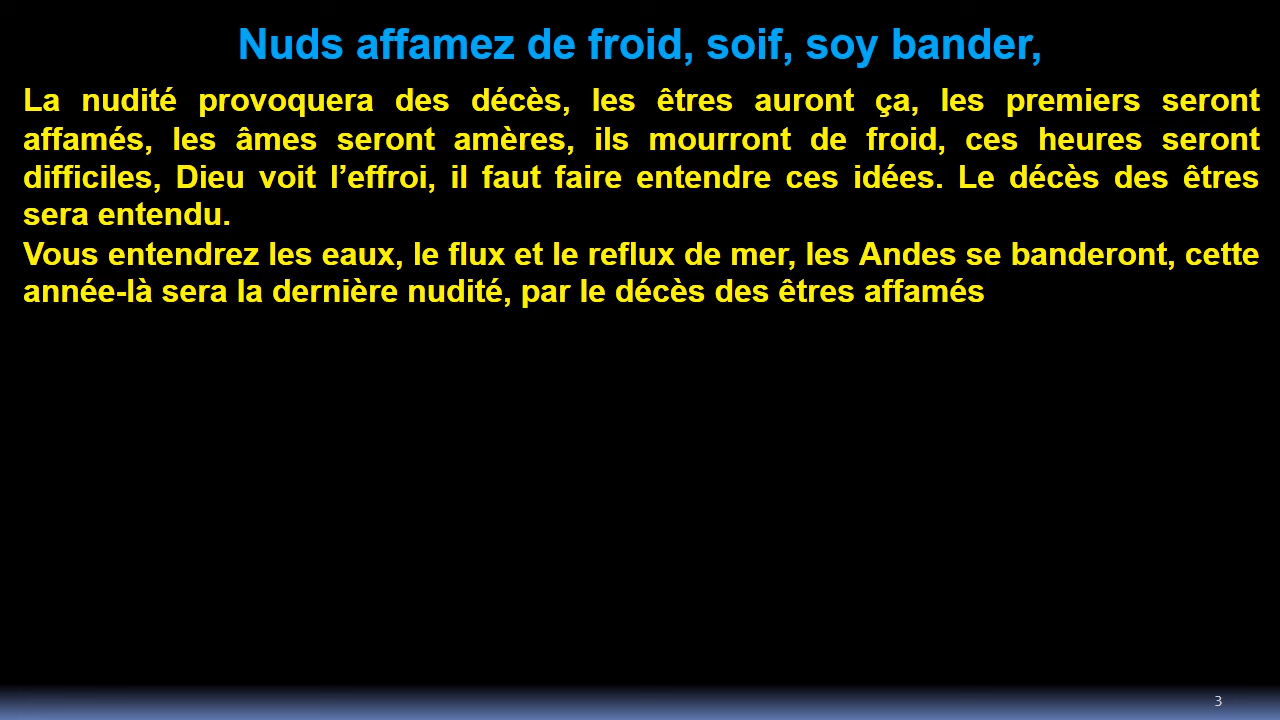 Nuds affamez de froid, soif, soy bander,
La nudité provoquera des décès, les êtres auront ça, les premiers seront
affamés, les âmes seront amères, ils mourront de froid, ces heures seront
difficiles, Dieu voit l’effroi, il faut faire entendre ces idées. Le décès des êtres
sera entendu.
Vous entendrez les eaux, le flux et le reflux de mer, les Andes se banderont, cette
année-là sera la dernière nudité, par le décès des êtres affamés
3